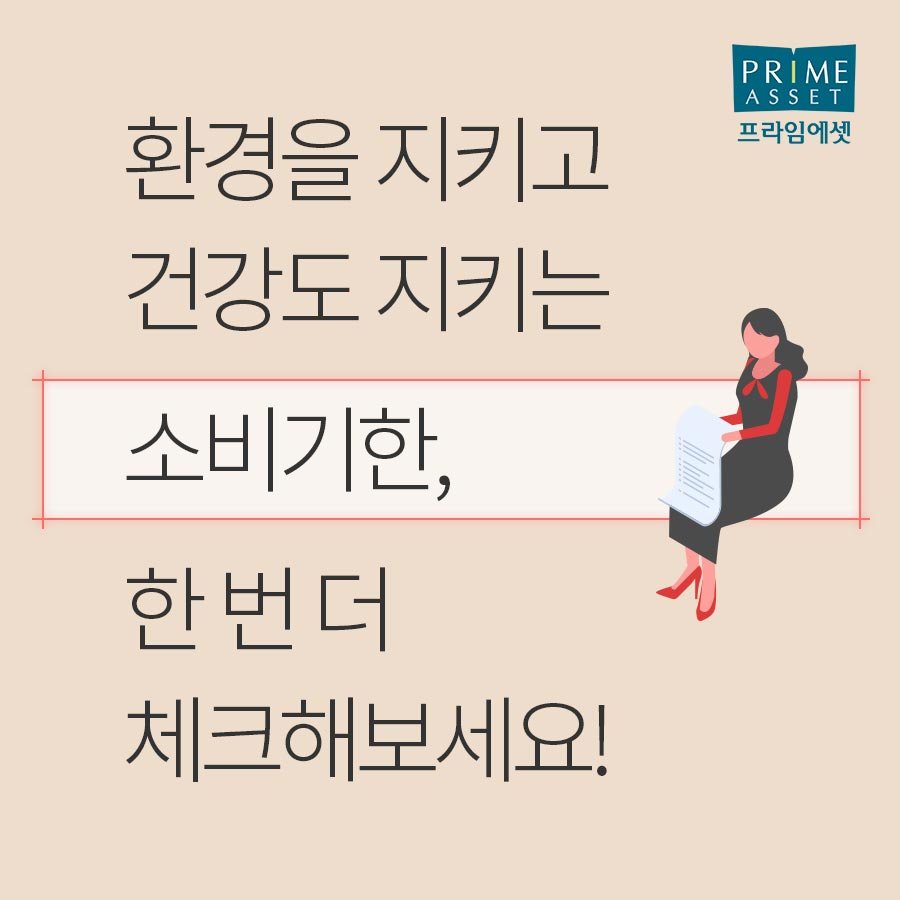 PRIME
ASSET
프라임에셋
환경을 지키고
건강도 지키는
소비기한,
한 번 더
체크해보세요!